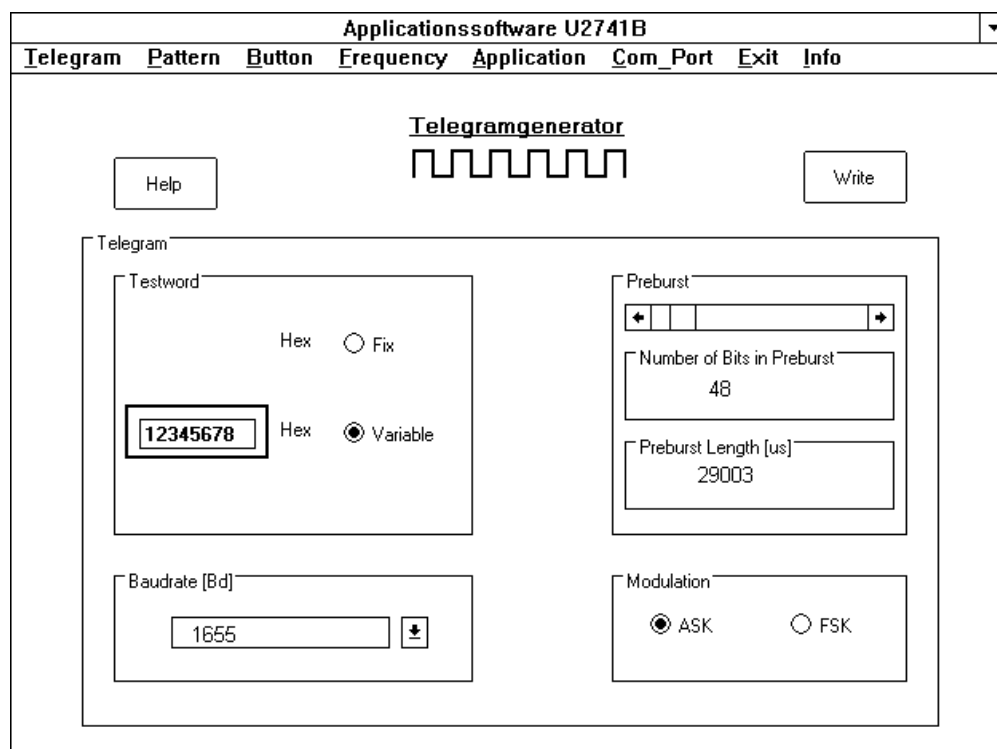 Applicationssoftware U2741B
Telegram Pattern Button Frequency Application Com_Port Exit Info
Telegramgenerator
Help
Write
Telegram
Testword
Hex Fix
12345678 Hex Variable
Preburst
Number of Bits in Preburst
48
Preburst Length [us]
29003
Baudrate [Bd]
1655
Modulation
ASK FSK